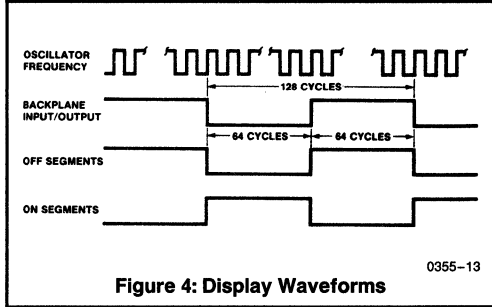 OSCILLATOR
FREQUENCY
128 CYCLES
BACKPLANE
INPUT/OUTPUT
64 CYCLES 64 CYCLES
OFF SEGMENTS
ON SEGMENTS
0355–13
Figure 4: Display Waveforms